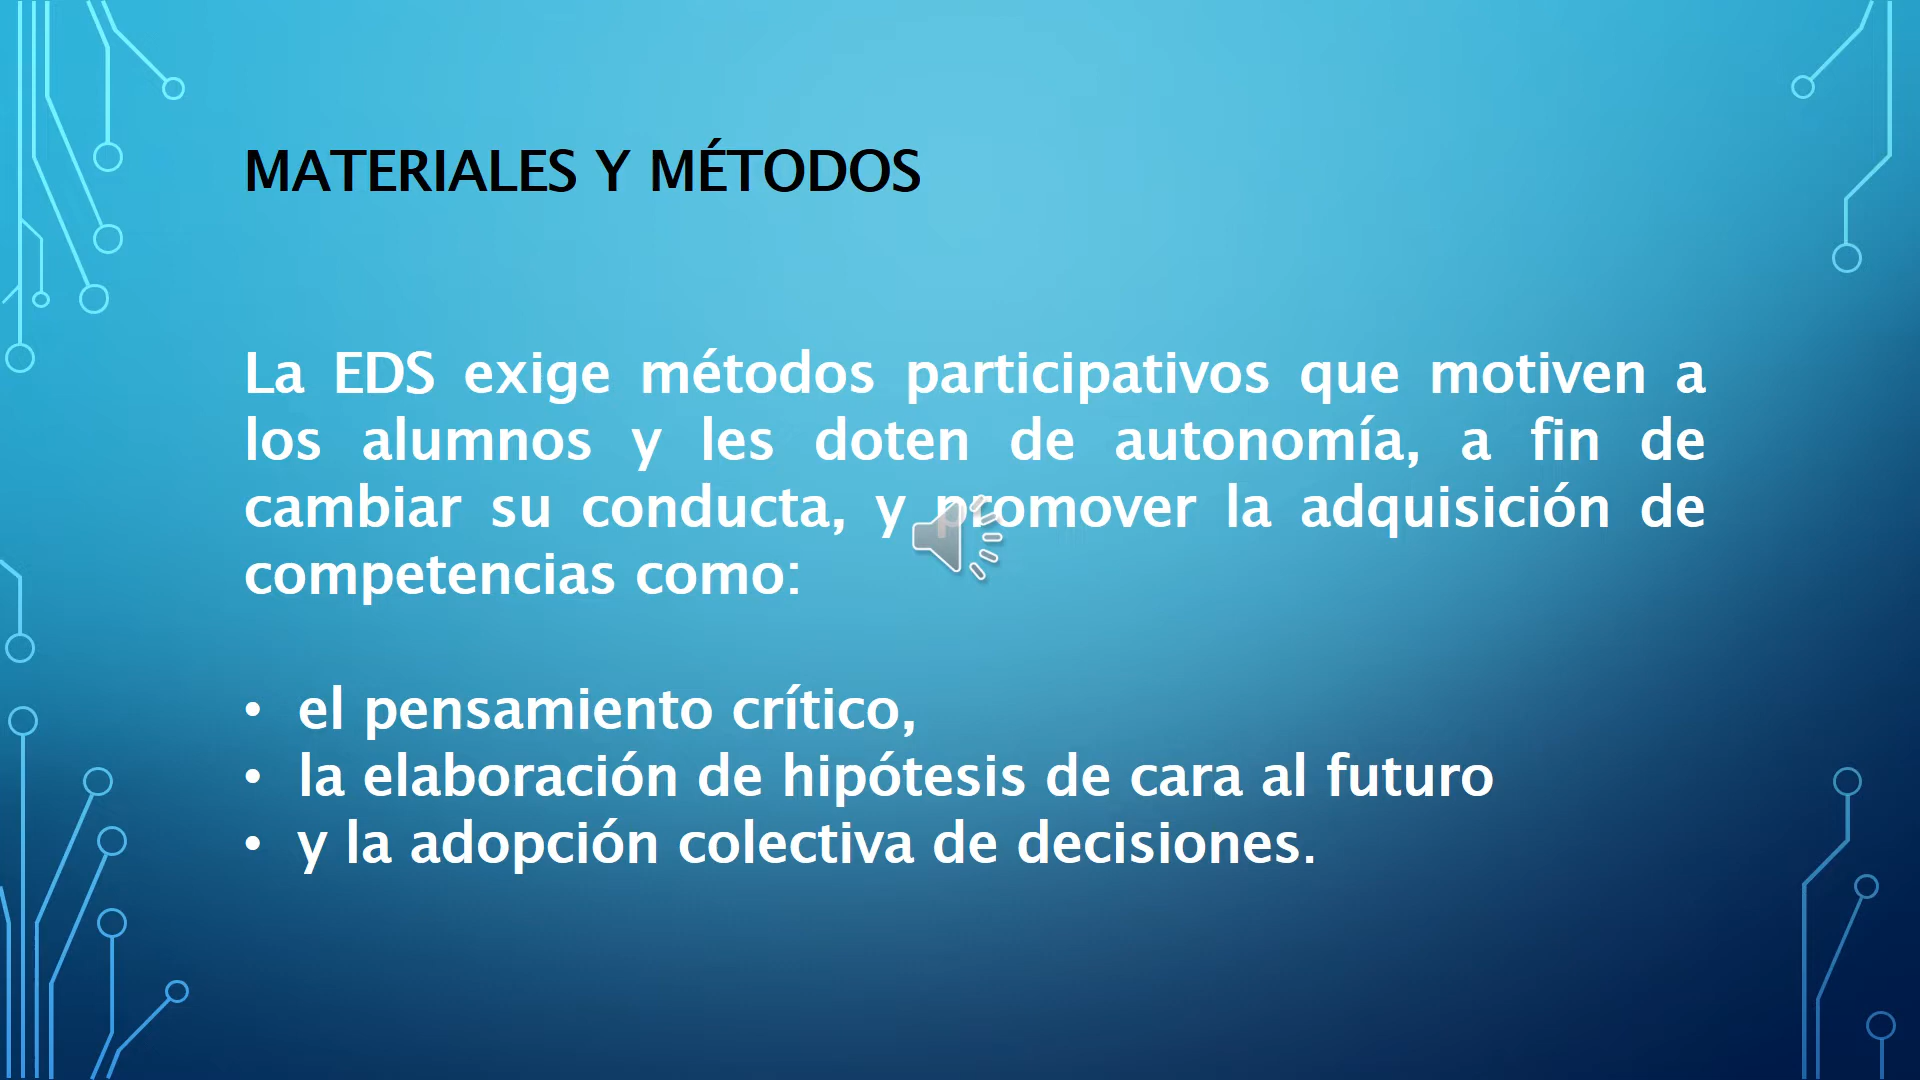 MATERIALES Y MÉTODOS
La EDS exige métodos participativos que motiven a
los alumnos y les doten de autonomía, a fin de
cambiar su conducta, y promover la adquisición de
competencias como:
• el pensamiento crítico,
• la elaboración de hipótesis de cara al futuro
• y la adopción colectiva de decisiones.